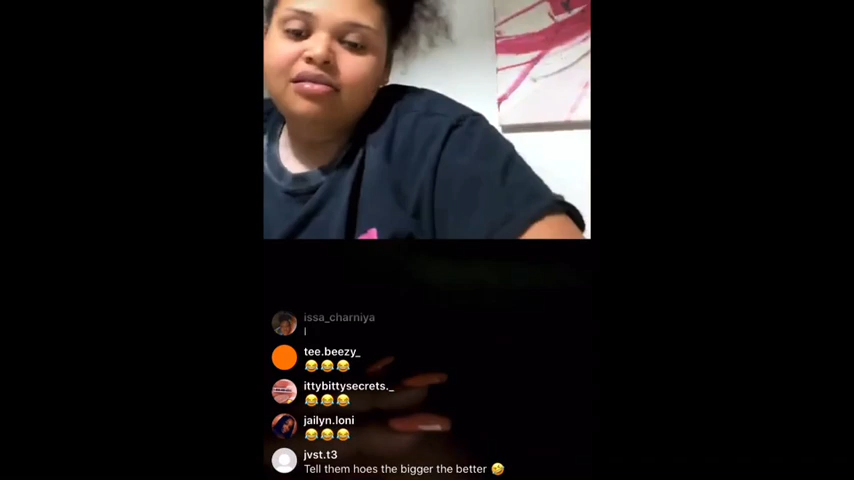 issa_charniya
I
tee.beezy_
😂😂😂
ittybittysecrets._
😂😂😂
jailyn.loni
😂😂😂
jvst.t3
Tell them hoes the bigger the better 🤣